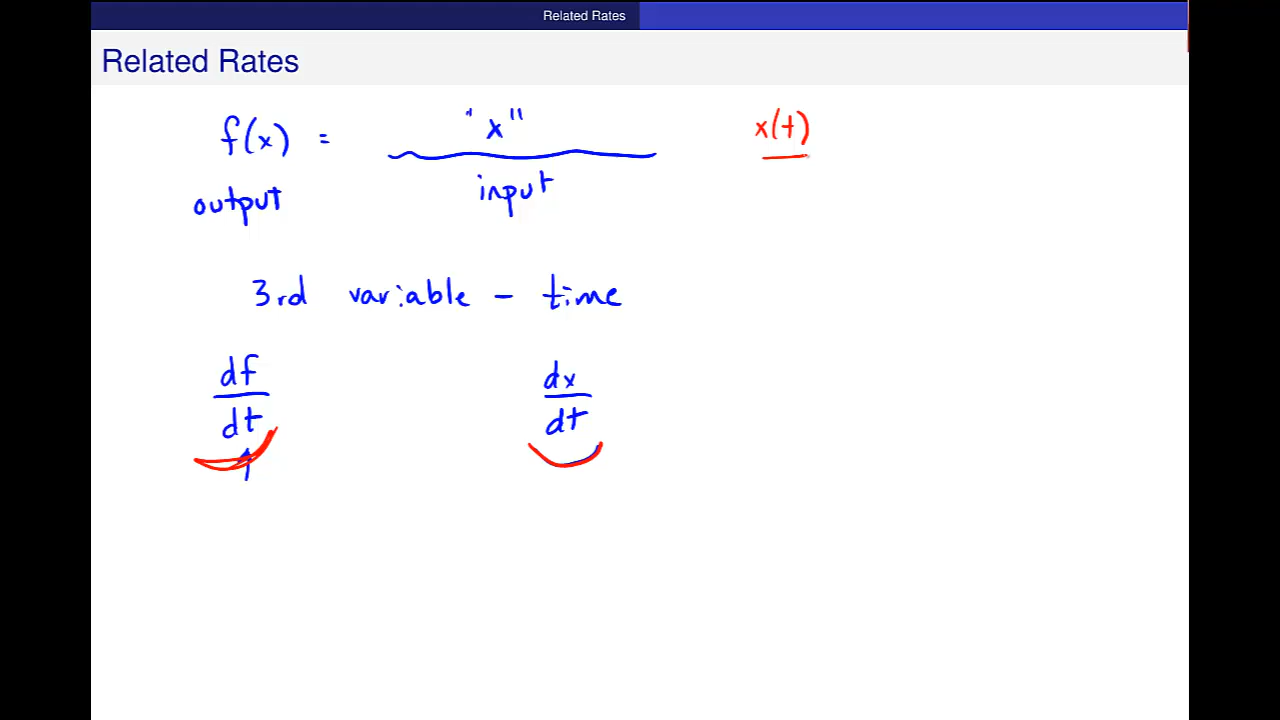 Related Rates
Related Rates
f(x) = "x" x(t)
output input
3rd variable - time
df dx
dt dt